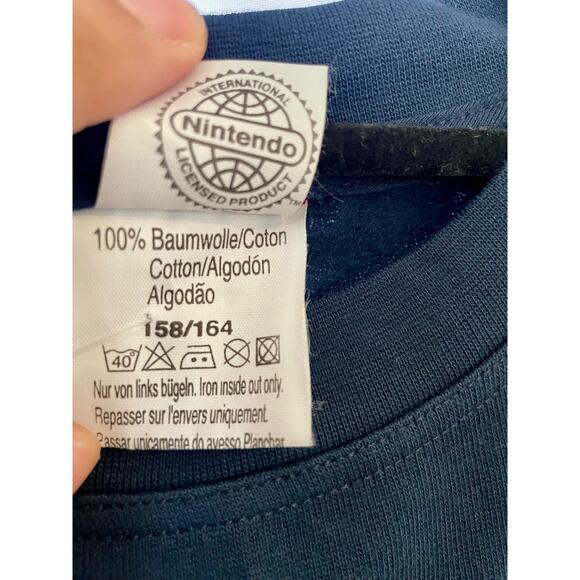 INTERNATIONAL
Nintendo
LICENSED PRODUCT
TM
100% Baumwolle/Coton
Cotton/Algodón
Algodão
158/164
40°
Nur von links bügeln. Iron inside out only.
Repasser sur l'envers uniquement.
Passar unicamente do avesso Planchar